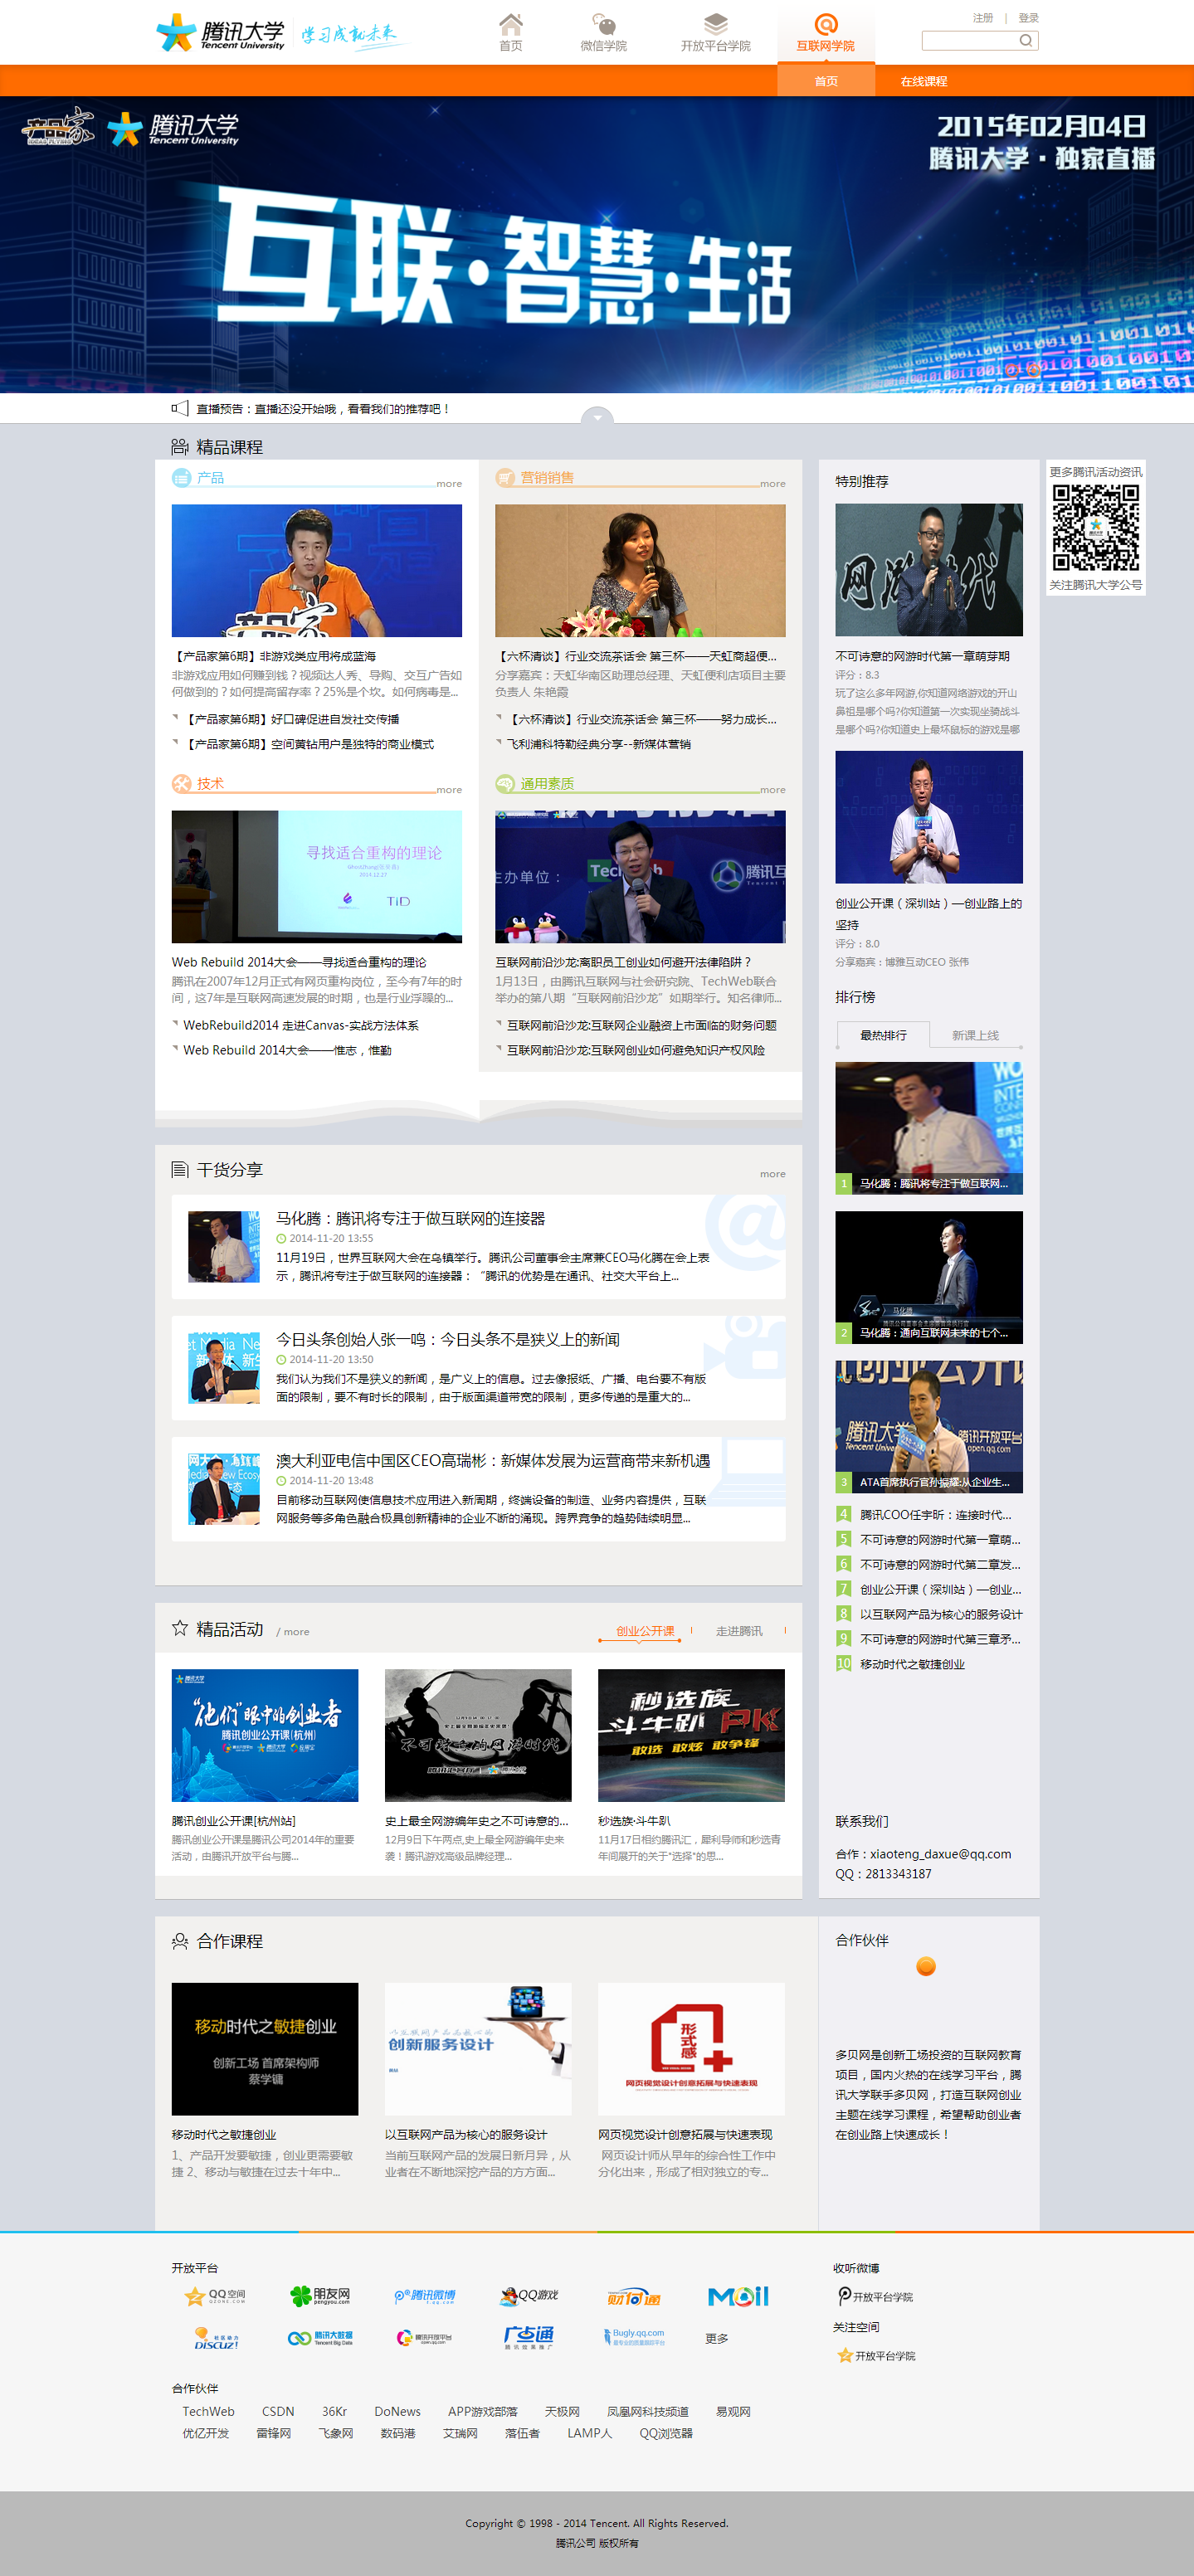 腾讯大学
Tencent University
学习成就未来
首页
微信学院
开放平台学院
互联网学院
注册 | 登录
首页
在线课程
产品家
腾讯大学
Tencent University
2015年02月04日
腾讯大学·独家直播
互联·智慧·生活
直播预告：直播还没开始哦，看看我们的推荐吧！
精品课程
产品
more
【产品家第6期】非游戏类应用将成蓝海
非游戏应用如何赚到钱？视频达人秀、导购、交互广告如
何做到的？如何提高留存率？25%是个坎。如何病毒是...
【产品家第6期】好口碑促进自发社交传播
【产品家第6期】空间黄钻用户是独特的商业模式
营销销售
more
【六杯清谈】行业交流茶话会 第三杯——天虹商超便...
分享嘉宾：天虹华南区助理总经理、天虹便利店项目主要
负责人 朱艳霞
【六杯清谈】行业交流茶话会 第三杯——努力成长...
飞利浦科特勒经典分享--新媒体营销
技术
more
寻找适合重构的理论
2014.12.27
TiD
Web Rebuild 2014大会——寻找适合重构的理论
腾讯在2007年12月正式有网页重构岗位，至今有7年的时
间，这7年是互联网高速发展的时期，也是行业浮噪的...
WebRebuild2014 走进Canvas-实战方法体系
Web Rebuild 2014大会——惟志，惟勤
通用素质
more
主办单位：
互联网前沿沙龙:离职员工创业如何避开法律陷阱？
1月13日，由腾讯互联网与社会研究院、TechWeb联合
举办的第八期“互联网前沿沙龙”如期举行。知名律师...
互联网前沿沙龙:互联网企业融资上市面临的财务问题
互联网前沿沙龙:互联网创业如何避免知识产权风险
特别推荐
网游时代
不可诗意的网游时代第一章萌芽期
评分：8.3
玩了这么多年网游,你知道网络游戏的开山
鼻祖是哪个吗?你知道第一次实现坐骑战斗
是哪个吗?你知道史上最坏鼠标的游戏是哪
创业公开课（深圳站）—创业路上的
坚持
评分：8.0
分享嘉宾：博雅互动CEO 张伟
更多腾讯活动资讯
关注腾讯大学公号
排行榜
最热排行
新课上线
1 马化腾：腾讯将专注于做互联网...
马化腾
2 马化腾：通向互联网未来的七个...
创业公开课
腾讯大学
Tencent University
腾讯开放平台
open.qq.com
3 ATA首席执行官孙振耀:从企业生...
4 腾讯COO任宇昕：连接时代...
5 不可诗意的网游时代第一章萌...
6 不可诗意的网游时代第二章发...
7 创业公开课（深圳站）—创业...
8 以互联网产品为核心的服务设计
9 不可诗意的网游时代第三章矛...
10 移动时代之敏捷创业
干货分享
more
马化腾：腾讯将专注于做互联网的连接器
2014-11-20 13:55
11月19日，世界互联网大会在乌镇举行。腾讯公司董事会主席兼CEO马化腾在会上表
示，腾讯将专注于做互联网的连接器：“腾讯的优势是在通讯、社交大平台上...
今日头条创始人张一鸣：今日头条不是狭义上的新闻
2014-11-20 13:50
我们认为我们不是狭义的新闻，是广义上的信息。过去像报纸、广播、电台要不有版
面的限制，要不有时长的限制，由于版面渠道带宽的限制，更多传递的是重大的...
澳大利亚电信中国区CEO高瑞彬：新媒体发展为运营商带来新机遇
2014-11-20 13:48
目前移动互联网使信息技术应用进入新周期，终端设备的制造、业务内容提供，互联
网服务等多角色融合极具创新精神的企业不断的涌现。跨界竞争的趋势陆续明显...
精品活动
/ more
创业公开课
走进腾讯
“他们”眼中的创业者
腾讯创业公开课(杭州)
腾讯创业公开课[杭州站]
腾讯创业公开课是腾讯公司2014年的重要
活动，由腾讯开放平台与腾...
不可诗意的网游时代
史上最全网游编年史之不可诗意的...
12月9日下午两点,史上最全网游编年史来
袭！腾讯游戏高级品牌经理...
秒选族
斗牛趴 PK
敢选 敢炫 敢争锋
秒选族·斗牛趴
11月17日相约腾讯汇，犀利导师和秒选青
年间展开的关于“选择”的思...
联系我们
合作：xiaoteng_daxue@qq.com
QQ：2813343187
合作课程
移动时代之敏捷创业
创新工场 首席架构师
蔡学镛
移动时代之敏捷创业
1、产品开发要敏捷，创业更需要敏
捷 2、移动与敏捷在过去十年中...
以互联网产品为核心的
创新服务设计
以互联网产品为核心的服务设计
当前互联网产品的发展日新月异，从
业者在不断地深挖产品的方方面...
形式感
网页视觉设计创意拓展与快速表现
网页视觉设计创意拓展与快速表现
网页设计师从早年的综合性工作中
分化出来，形成了相对独立的专...
合作伙伴
多贝网是创新工场投资的互联网教育
项目，国内火热的在线学习平台，腾
讯大学联手多贝网，打造互联网创业
主题在线学习课程，希望帮助创业者
在创业路上快速成长！
开放平台
QQ空间
QZONE.COM
朋友网
pengyou.com
腾讯微博
t.qq.com
QQ游戏
财付通
Mail
社区动力
DISCUZ!
腾讯大数据
Tencent Big Data
腾讯开放平台
open.qq.com
广点通
腾讯效果推广
Bugly.qq.com
最专业的质量跟踪平台
更多
收听微博
开放平台学院
关注空间
开放平台学院
合作伙伴
TechWeb CSDN 36Kr DoNews APP游戏部落 天极网 凤凰网科技频道 易观网
优亿开发 雷锋网 飞象网 数码港 艾瑞网 落伍者 LAMP人 QQ浏览器
Copyright © 1998 - 2014 Tencent. All Rights Reserved.
腾讯公司 版权所有